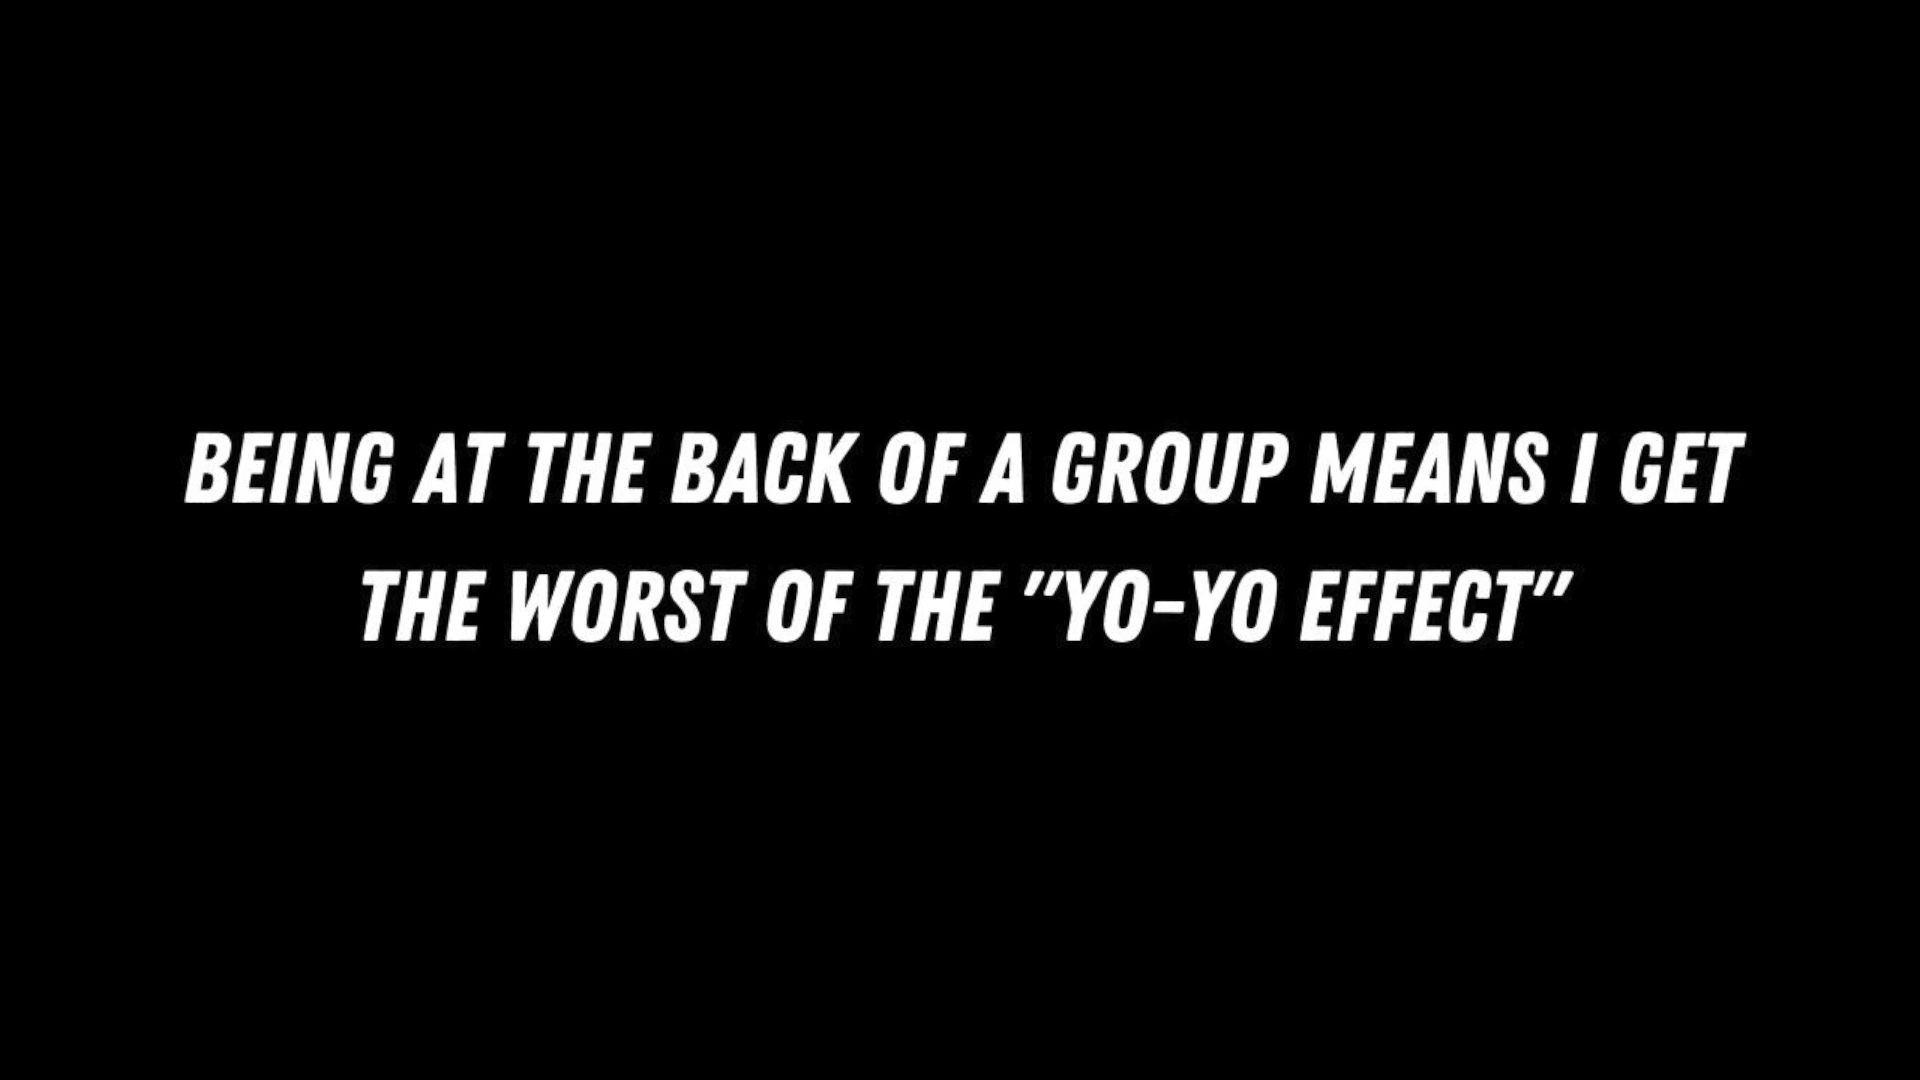 BEING AT THE BACK OF A GROUP MEANS I GET
THE WORST OF THE "YO-YO EFFECT"